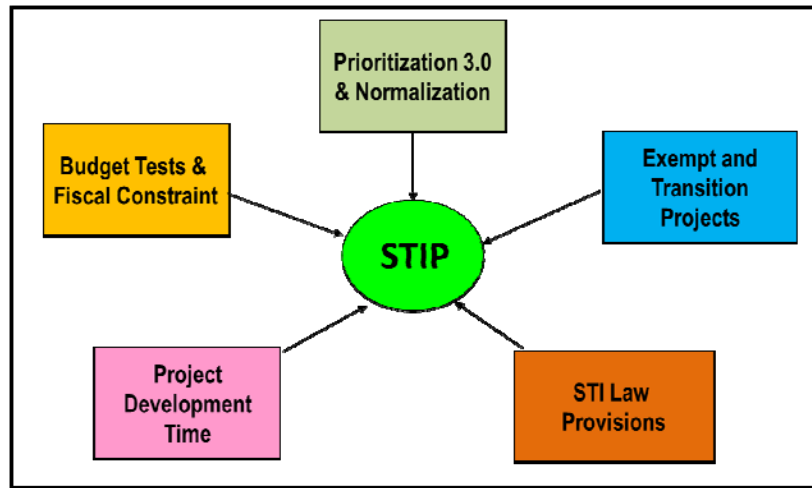 Prioritization 3.0
& Normalization
Budget Tests &
Fiscal Constraint
Exempt and
Transition
Projects
STIP
Project
Development
Time
STI Law
Provisions